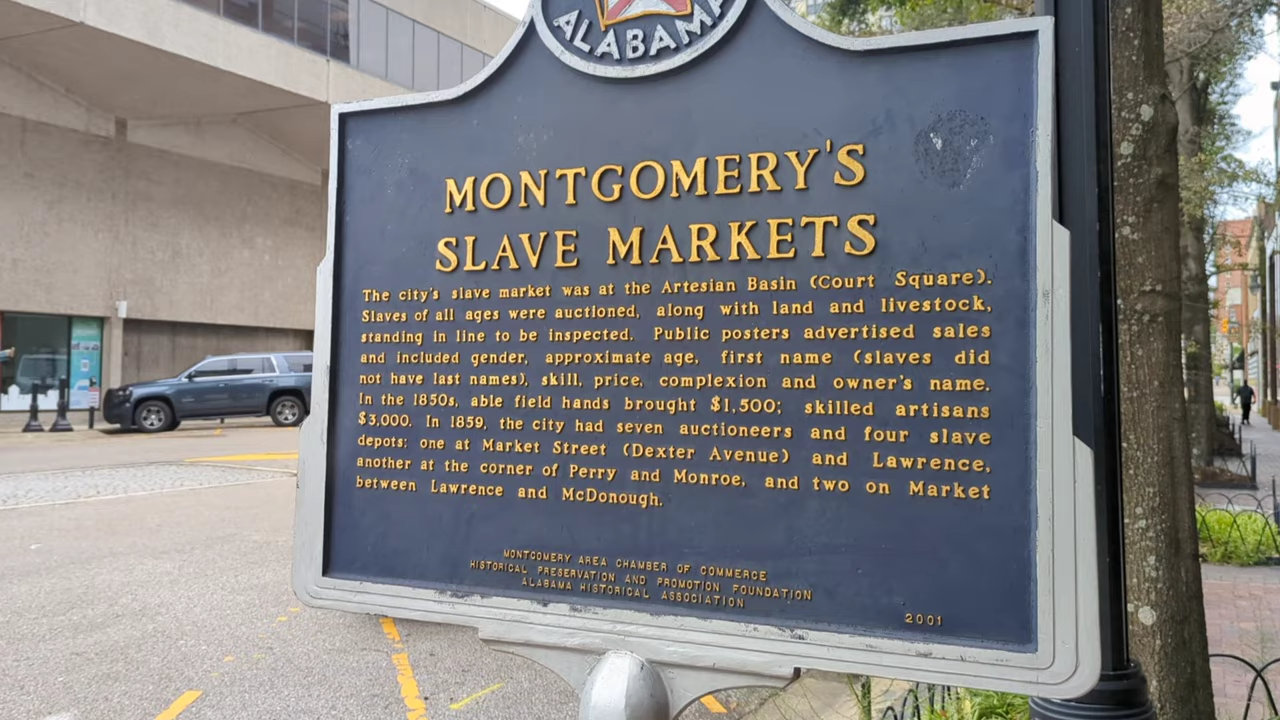 ALABAMA
MONTGOMERY'S
SLAVE MARKETS
The city's slave market was at the Artesian Basin (Court Square).
Slaves of all ages were auctioned, along with land and livestock,
standing in line to be inspected. Public posters advertised sales
and included gender, approximate age, first name (slaves did
not have last names), skill, price, complexion and owner's name.
In the 1850s, able field hands brought $1,500; skilled artisans
$3,000. In 1859, the city had seven auctioneers and four slave
depots: one at Market Street (Dexter Avenue) and Lawrence,
another at the corner of Perry and Monroe, and two on Market
between Lawrence and McDonough.
MONTGOMERY AREA CHAMBER OF COMMERCE
HISTORICAL PRESERVATION AND PROMOTION FOUNDATION
ALABAMA HISTORICAL ASSOCIATION
2001